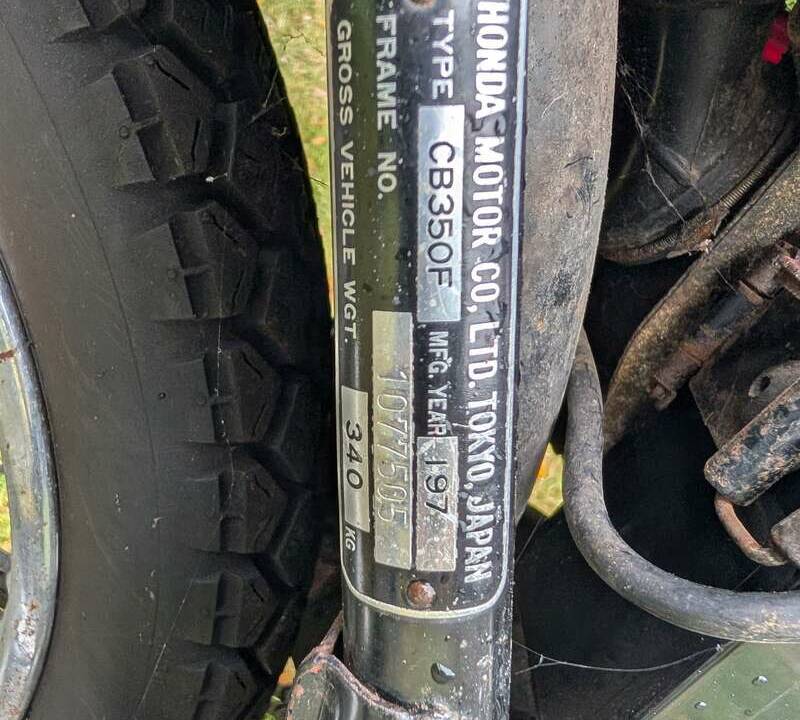 HONDA MOTOR CO., LTD. TOKYO, JAPAN
TYPE CB350F MFG. YEAR 197
FRAME NO. 1077505
GROSS VEHICLE WGT. 340 KG